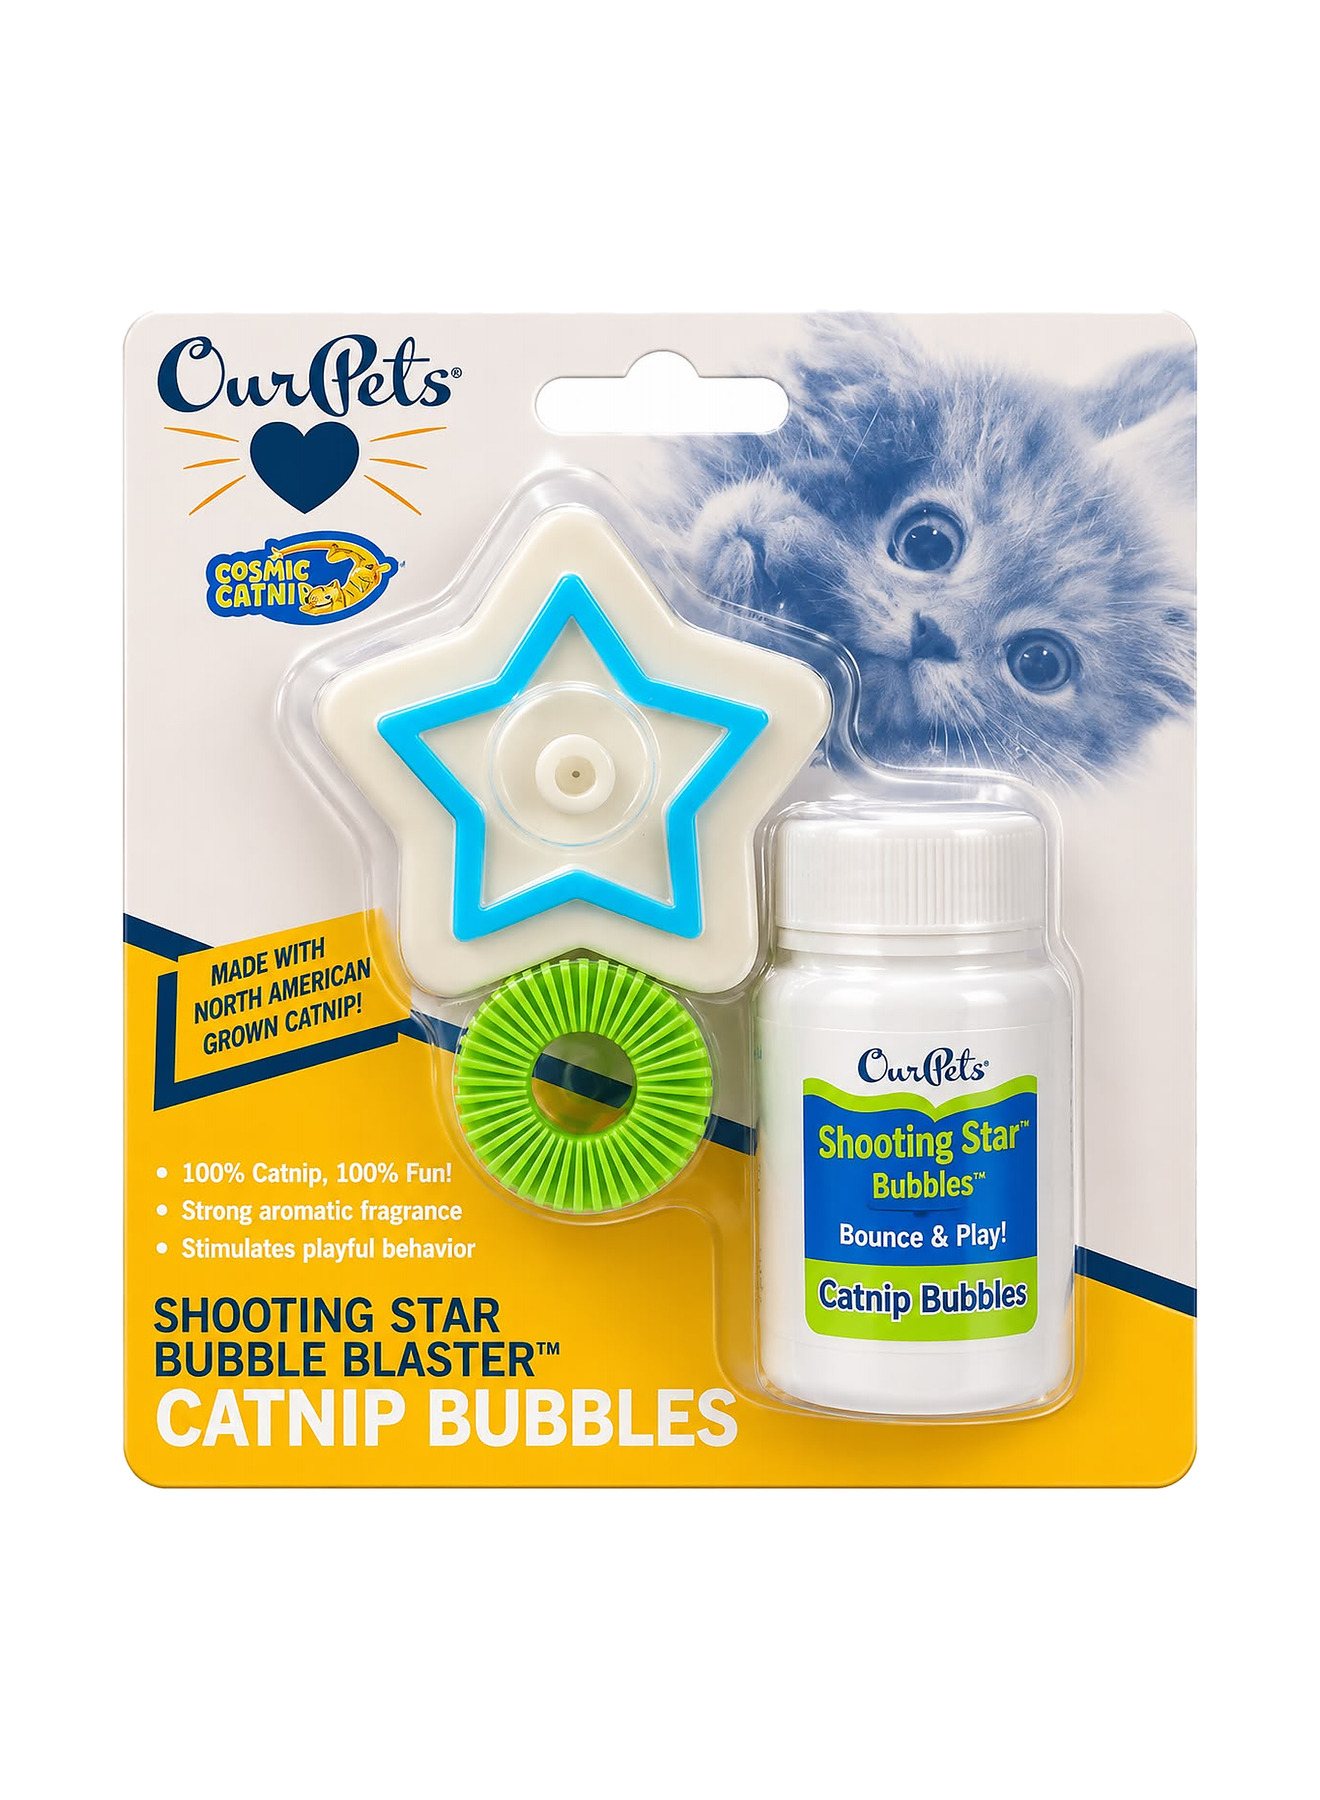 OurPets®
COSMIC
CATNIP
MADE WITH
NORTH AMERICAN
GROWN CATNIP!
• 100% Catnip, 100% Fun!
• Strong aromatic fragrance
• Stimulates playful behavior
SHOOTING STAR
BUBBLE BLASTER™
CATNIP BUBBLES
OurPets®
Shooting Star™
Bubbles™
Bounce & Play!
Catnip Bubbles